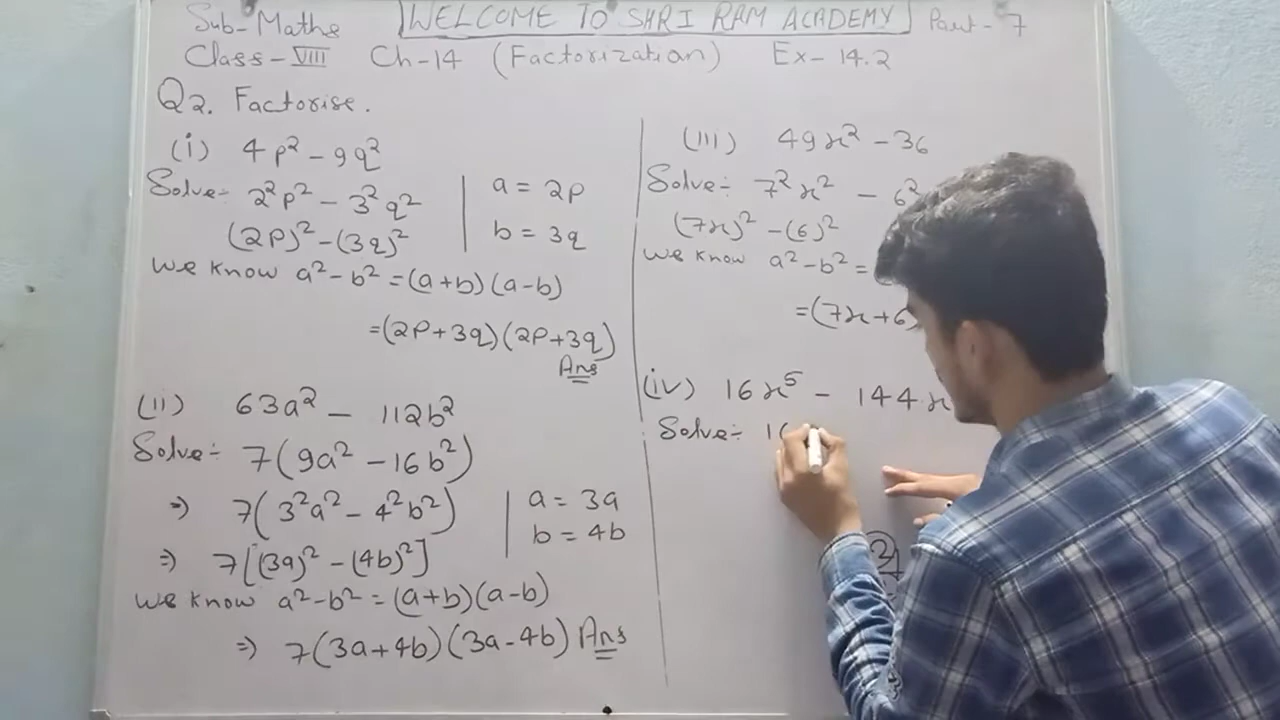 Sub-Maths WELCOME TO SHRI RAM ACADEMY Part-7
Class-VIII Ch-14 (Factorization) Ex-14.2
Q2. Factorise.
(i) 4p² - 9q²
Solve:- 2²p² - 3²q²
(2P)² - (3q)²
a = 2p
b = 3q
We know a² - b² = (a+b)(a-b)
=(2P+3q)(2P+3q)
Ans
(ii) 63a² - 112b²
Solve:- 7(9a² - 16b²)
=) 7(3²a² - 4²b²)
=) 7[(3a)² - (4b)²]
a = 3a
b = 4b
We know a² - b² = (a+b)(a-b)
=) 7(3a+4b)(3a-4b) Ans
(iii) 49x² - 36
Solve:- 7²x² - 6²
(7x)² - (6)²
We know a² - b² =
=(7x+6)
(iv) 16x⁵ - 144x
Solve:- 1